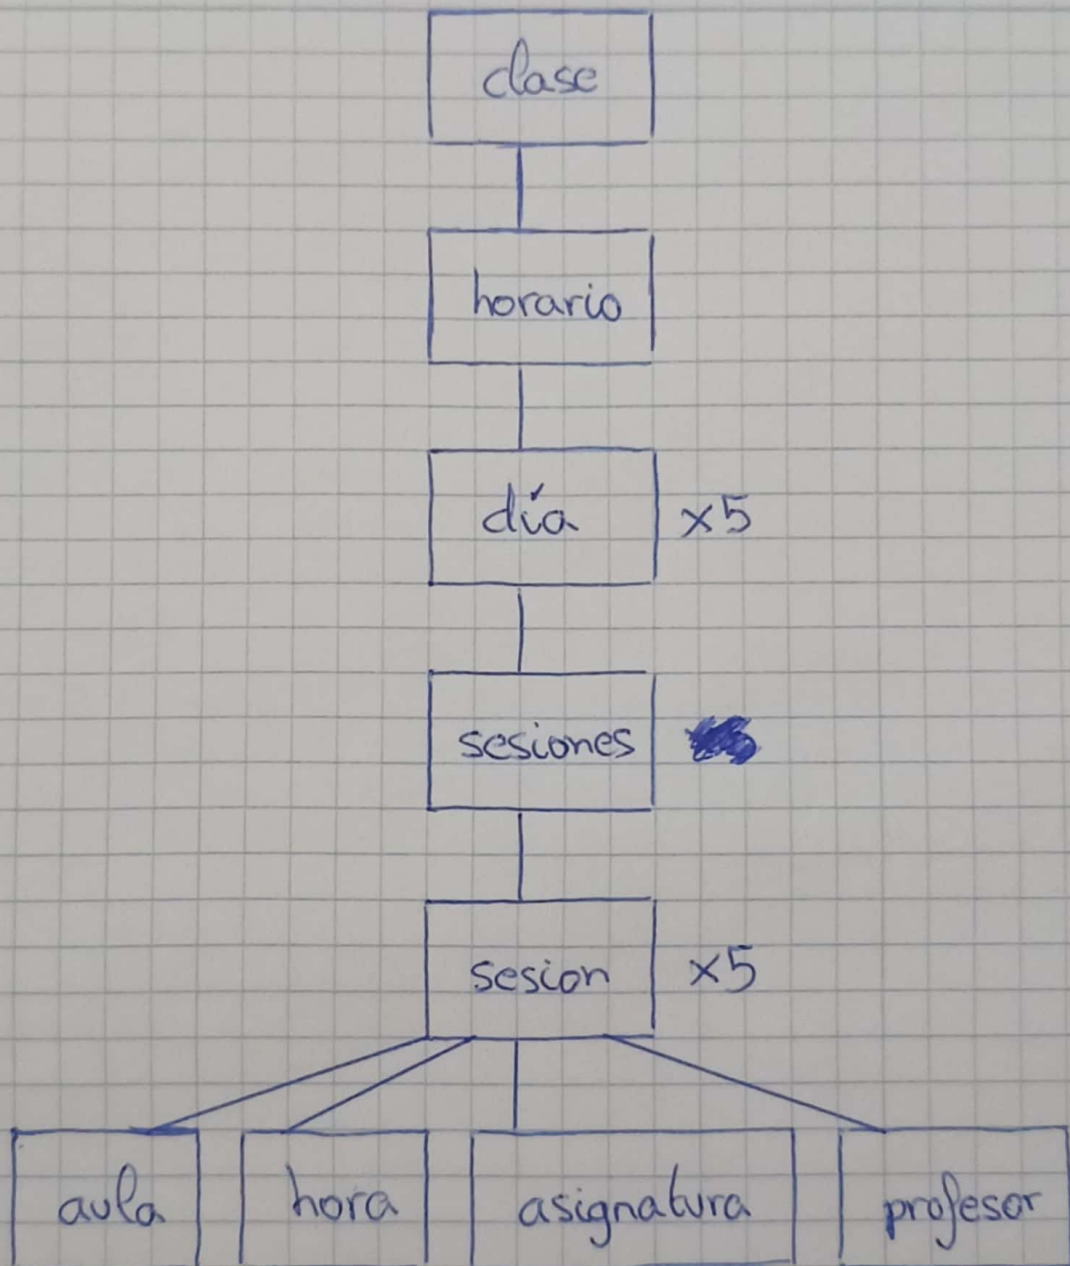 clase
horario
día x5
sesiones
sesion x5
aula hora asignatura profesor